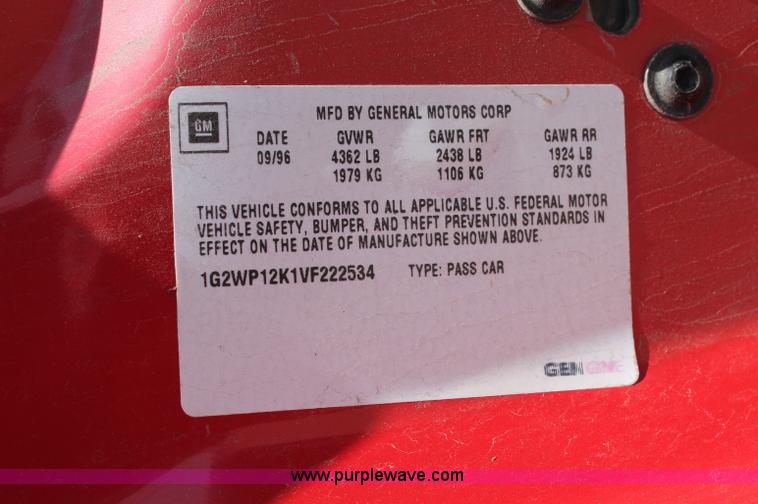 GM
MFD BY GENERAL MOTORS CORP
DATE GVWR GAWR FRT GAWR RR
09/96 4362 LB 2438 LB 1924 LB
1979 KG 1106 KG 873 KG
THIS VEHICLE CONFORMS TO ALL APPLICABLE U.S. FEDERAL MOTOR
VEHICLE SAFETY, BUMPER, AND THEFT PREVENTION STANDARDS IN
EFFECT ON THE DATE OF MANUFACTURE SHOWN ABOVE.
1G2WP12K1VF222534 TYPE: PASS CAR
www.purplewave.com